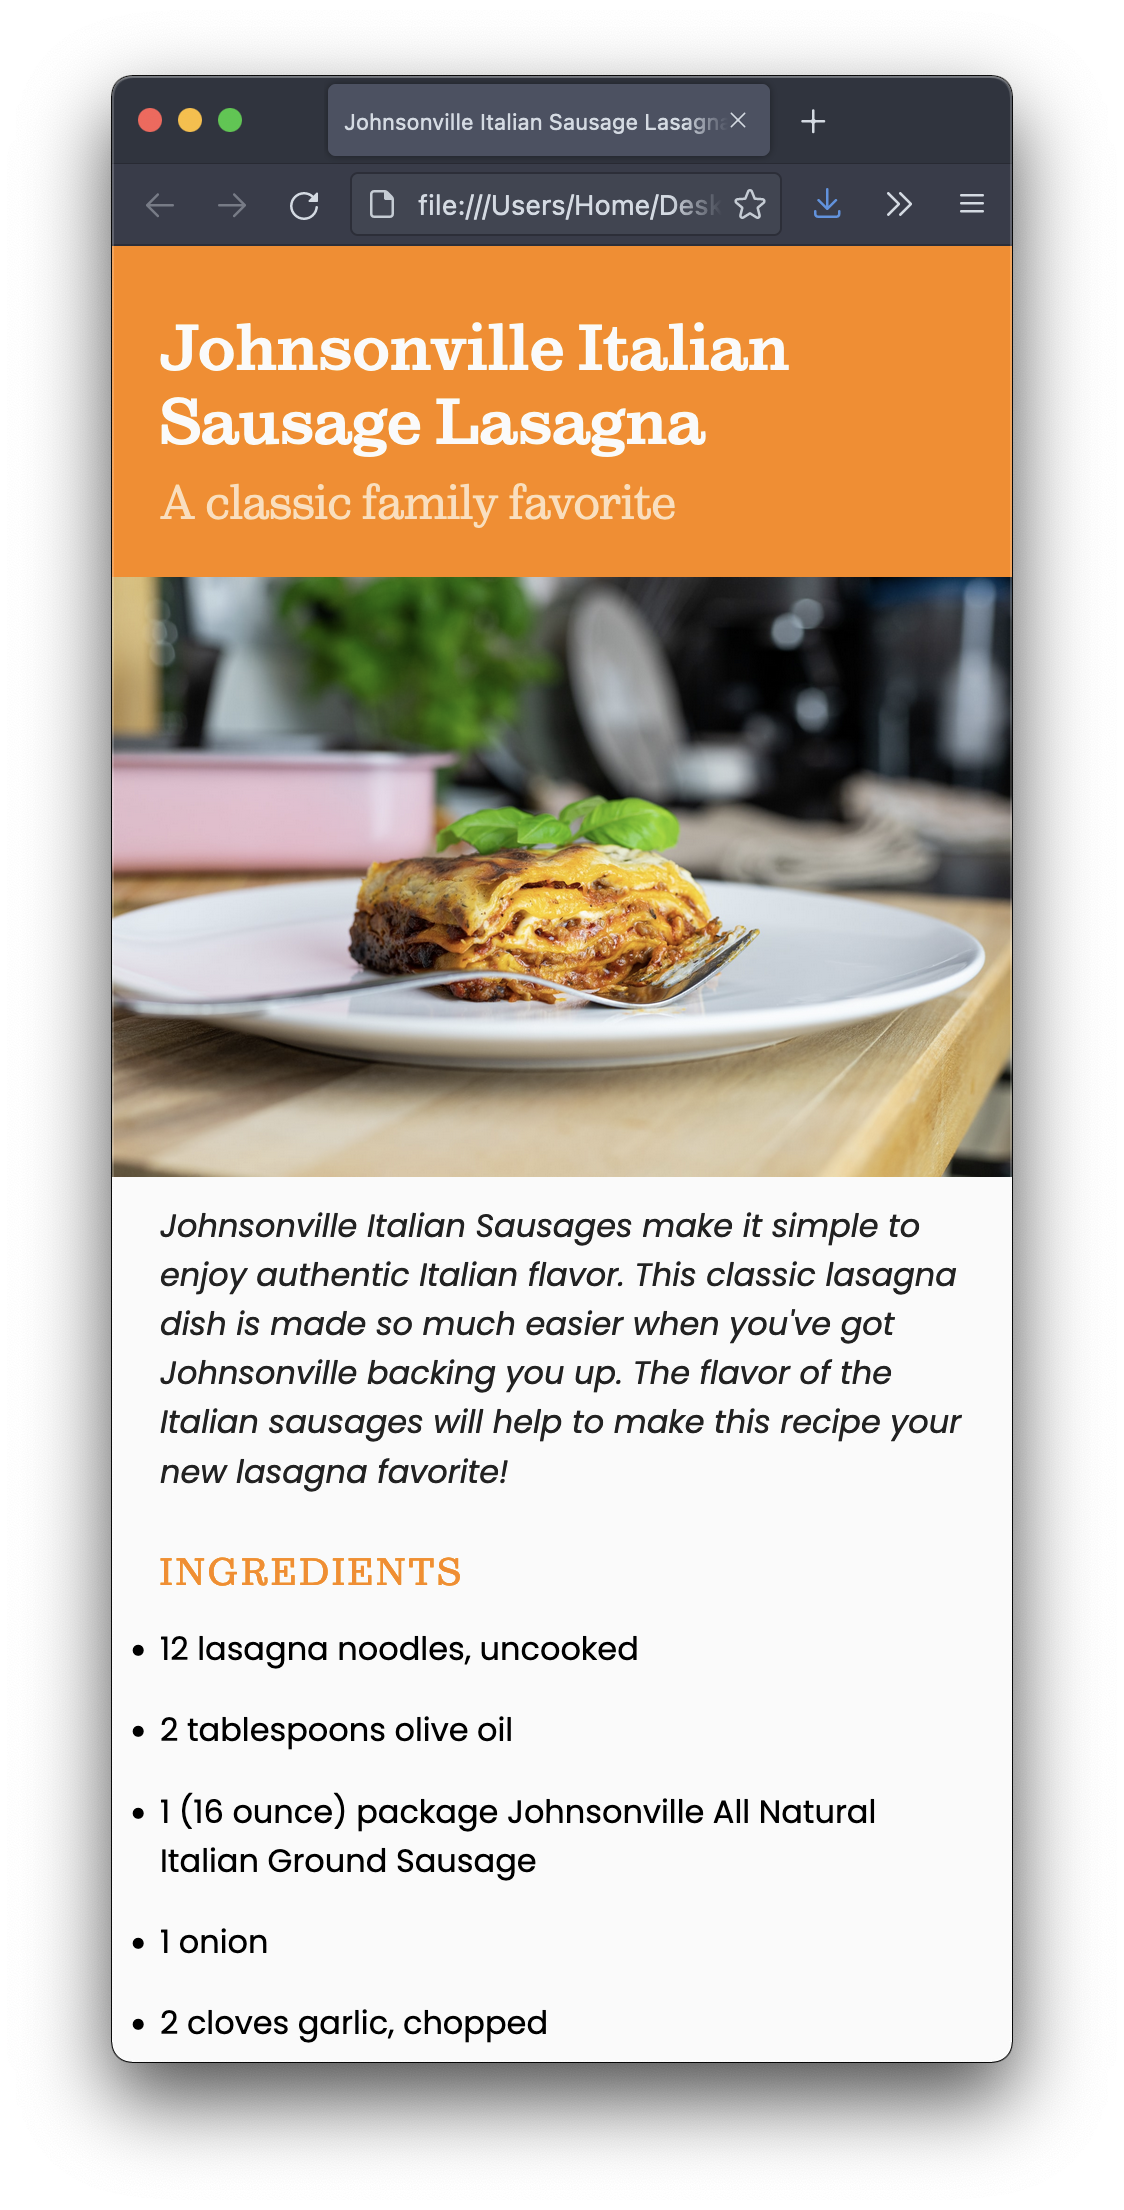 Johnsonville Italian Sausage Lasagna
file:///Users/Home/Desk
Johnsonville Italian
Sausage Lasagna
A classic family favorite
Johnsonville Italian Sausages make it simple to
enjoy authentic Italian flavor. This classic lasagna
dish is made so much easier when you've got
Johnsonville backing you up. The flavor of the
Italian sausages will help to make this recipe your
new lasagna favorite!
INGREDIENTS
• 12 lasagna noodles, uncooked
• 2 tablespoons olive oil
• 1 (16 ounce) package Johnsonville All Natural
Italian Ground Sausage
• 1 onion
• 2 cloves garlic, chopped